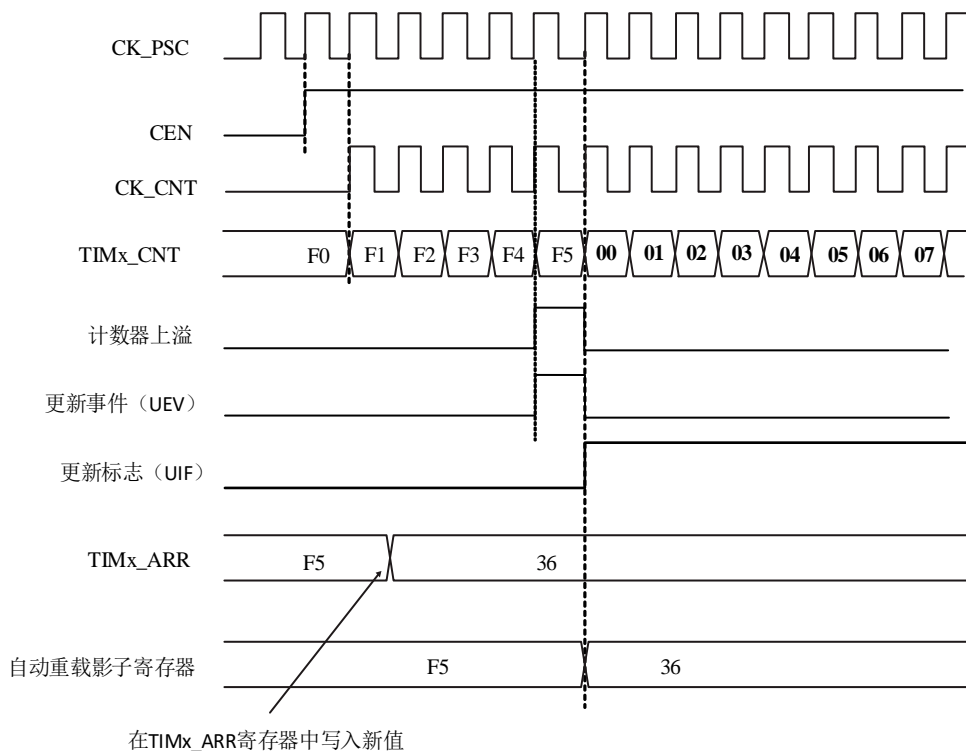 CK_PSC
CEN
CK_CNT
TIMx_CNT F0 F1 F2 F3 F4 F5 00 01 02 03 04 05 06 07
计数器上溢
更新事件（UEV）
更新标志（UIF）
TIMx_ARR F5 36
自动重载影子寄存器 F5 36
在TIMx_ARR寄存器中写入新值